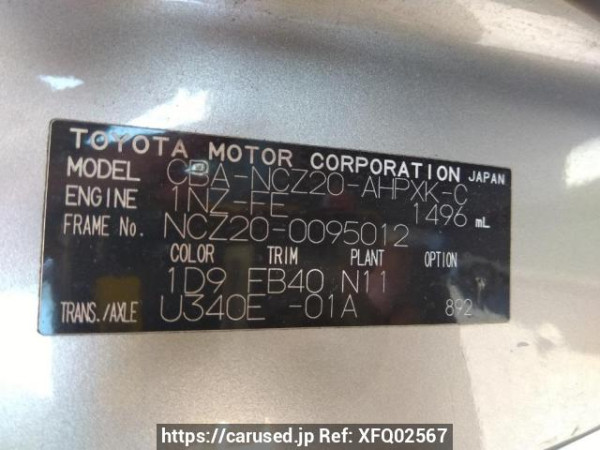 TOYOTA MOTOR CORPORATION JAPAN
MODEL CBA-NCZ20-AHPXK-C
ENGINE 1NZ-FE 1496 mL
FRAME No. NCZ20-0095012
COLOR TRIM PLANT OPTION
1D9 FB40 N11
TRANS./AXLE U340E -01A 892
https://carused.jp Ref: XFQ02567